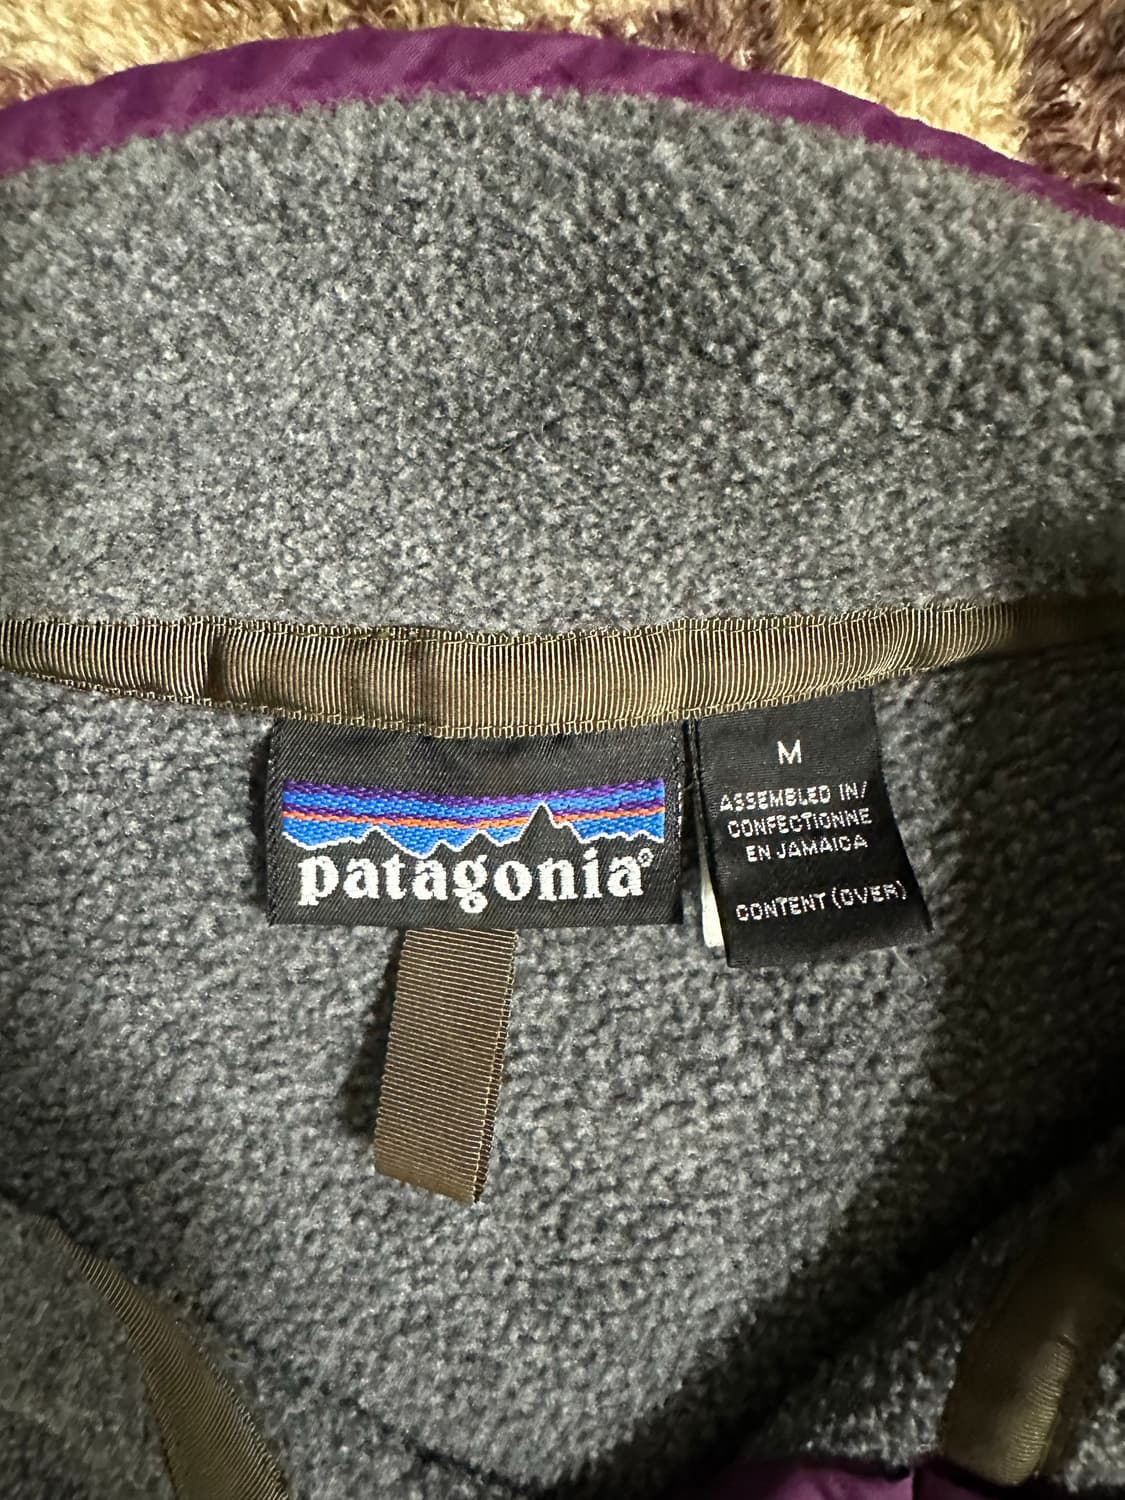 patagonia®
M
ASSEMBLED IN/
CONFECTIONNE
EN JAMAICA
CONTENT (OVER)